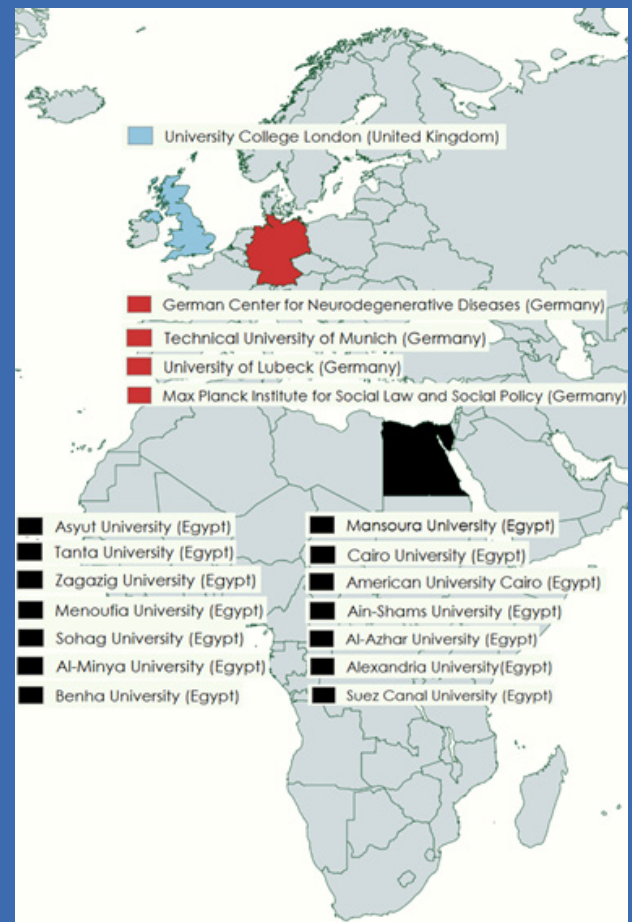 University College London (United Kingdom)
German Center for Neurodegenerative Diseases (Germany)
Technical University of Munich (Germany)
University of Lubeck (Germany)
Max Planck Institute for Social Law and Social Policy (Germany)
Asyut University (Egypt)
Tanta University (Egypt)
Zagazig University (Egypt)
Menoufia University (Egypt)
Sohag University (Egypt)
Al-Minya University (Egypt)
Benha University (Egypt)
Mansoura University (Egypt)
Cairo University (Egypt)
American University Cairo (Egypt)
Ain-Shams University (Egypt)
Al-Azhar University (Egypt)
Alexandria University(Egypt)
Suez Canal University (Egypt)